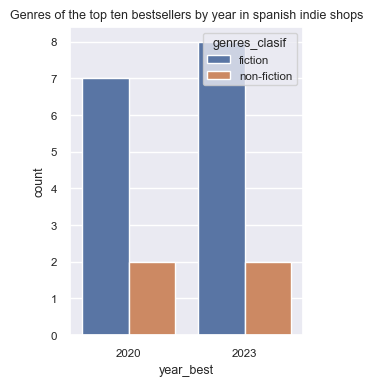 Genres of the top ten bestsellers by year in spanish indie shops
genres_clasif
fiction
non-fiction
8
7
6
5
4
3
2
1
0
count
2020
2023
year_best